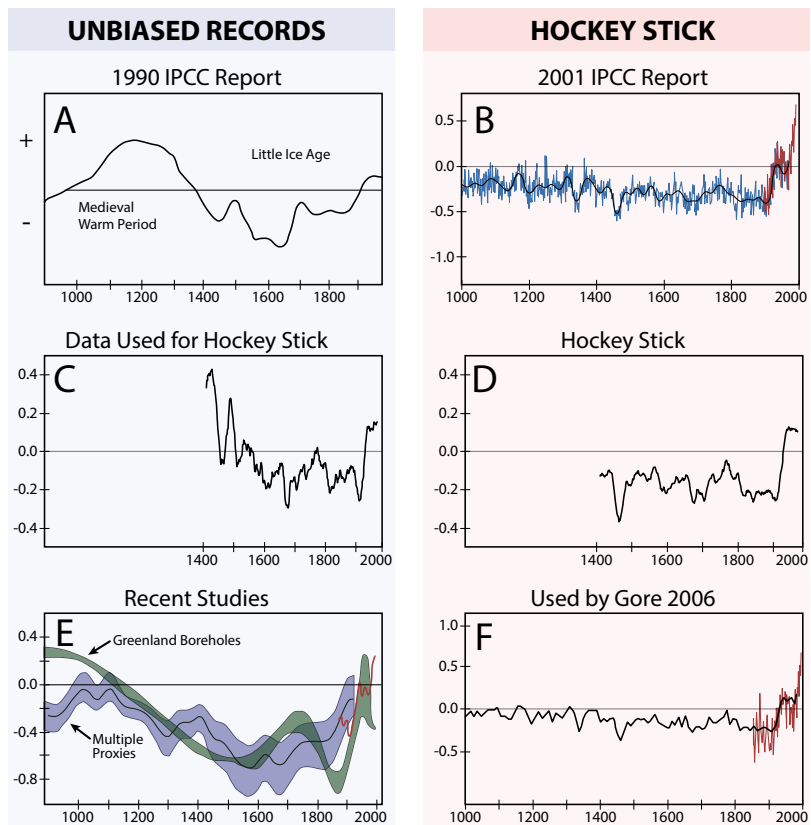 UNBIASED RECORDS
HOCKEY STICK
1990 IPCC Report
A
+
-
Little Ice Age
Medieval
Warm Period
1000 1200 1400 1600 1800
2001 IPCC Report
B
0.5
0.0
-0.5
-1.0
1000 1200 1400 1600 1800 2000
Data Used for Hockey Stick
C
0.4
0.2
0.0
-0.2
-0.4
1400 1600 1800 2000
Hockey Stick
D
0.4
0.2
0.0
-0.2
-0.4
1400 1600 1800 2000
Recent Studies
E
Greenland Boreholes
0.4
0.0
-0.4
-0.8
Multiple
Proxies
1000 1200 1400 1600 1800 2000
Used by Gore 2006
F
1.0
0.5
0.0
-0.5
1000 1200 1400 1600 1800 2000